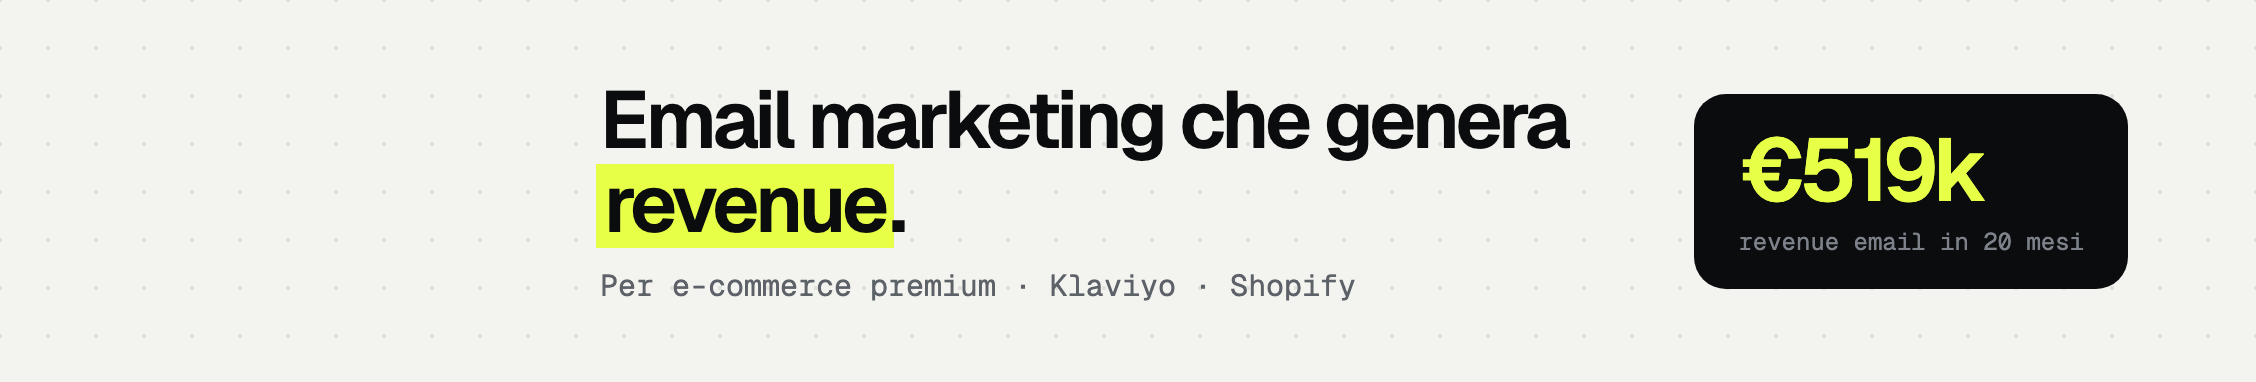 Email marketing che genera
revenue.
Per e-commerce premium · Klaviyo · Shopify
€519k
revenue email in 20 mesi